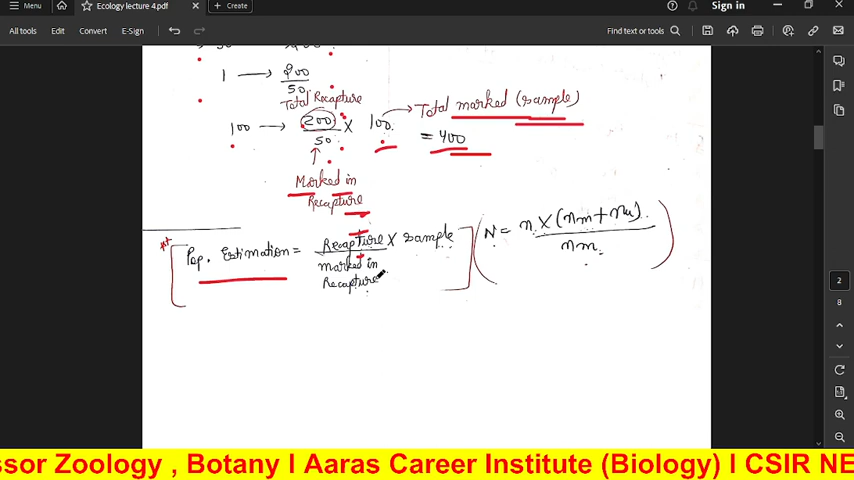 Menu
Ecology lecture 4.pdf
Create
Sign in
All tools Edit Convert E-Sign
Find text or tools
1 → 200
50
Total Recapture
100 → 200 X 100 → Total marked (sample)
50
= 400
Marked in
Recapture
Pop. Estimation = Recapture X sample
marked in
Recapture
N = n X (nm+nu)
nm
2
8
ssor Zoology , Botany I Aaras Career Institute (Biology) I CSIR NE